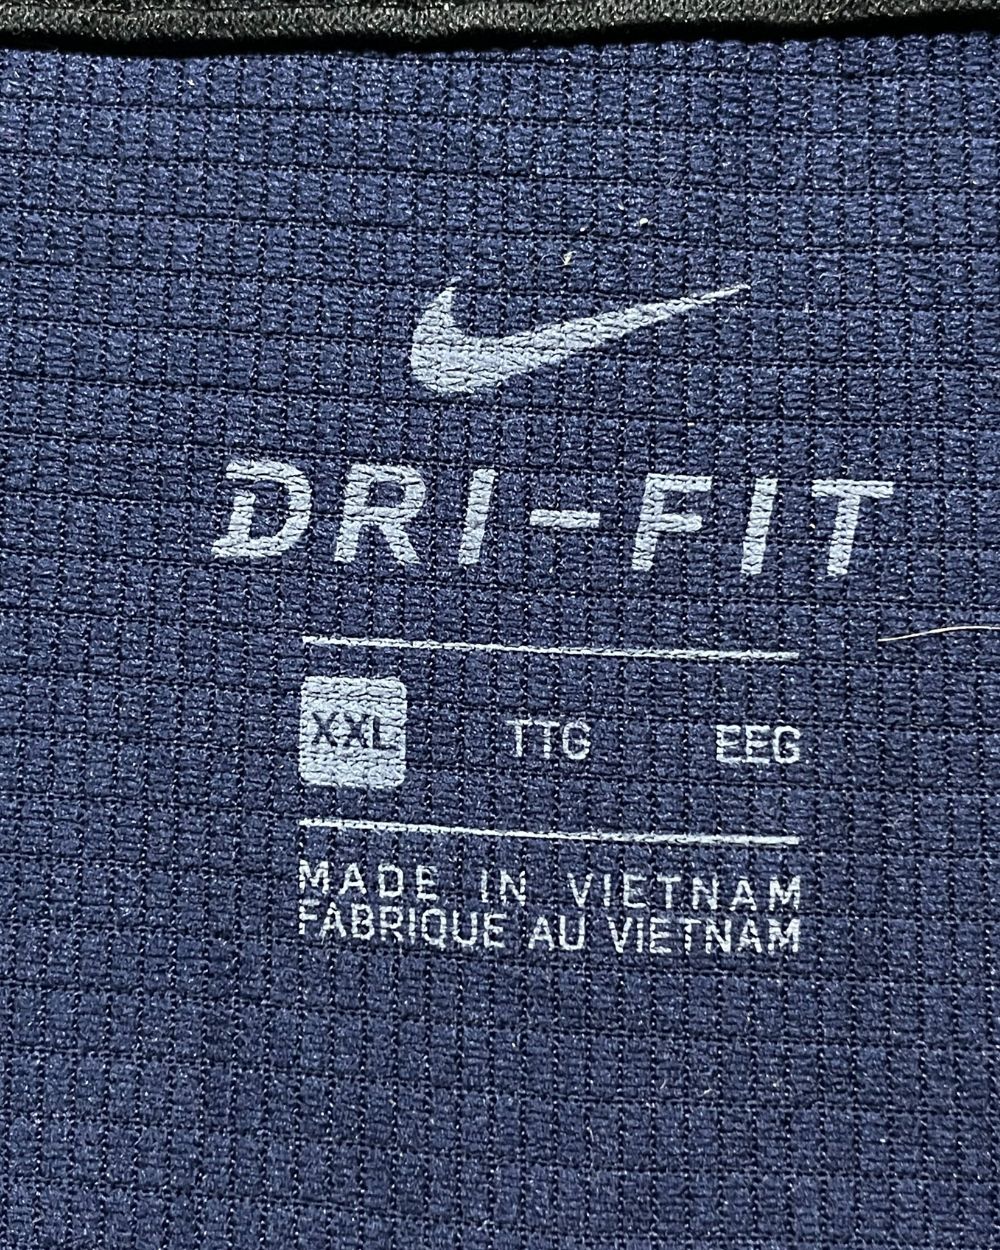 DRI-FIT
XXL TTG EEG
MADE IN VIETNAM
FABRIQUE AU VIETNAM